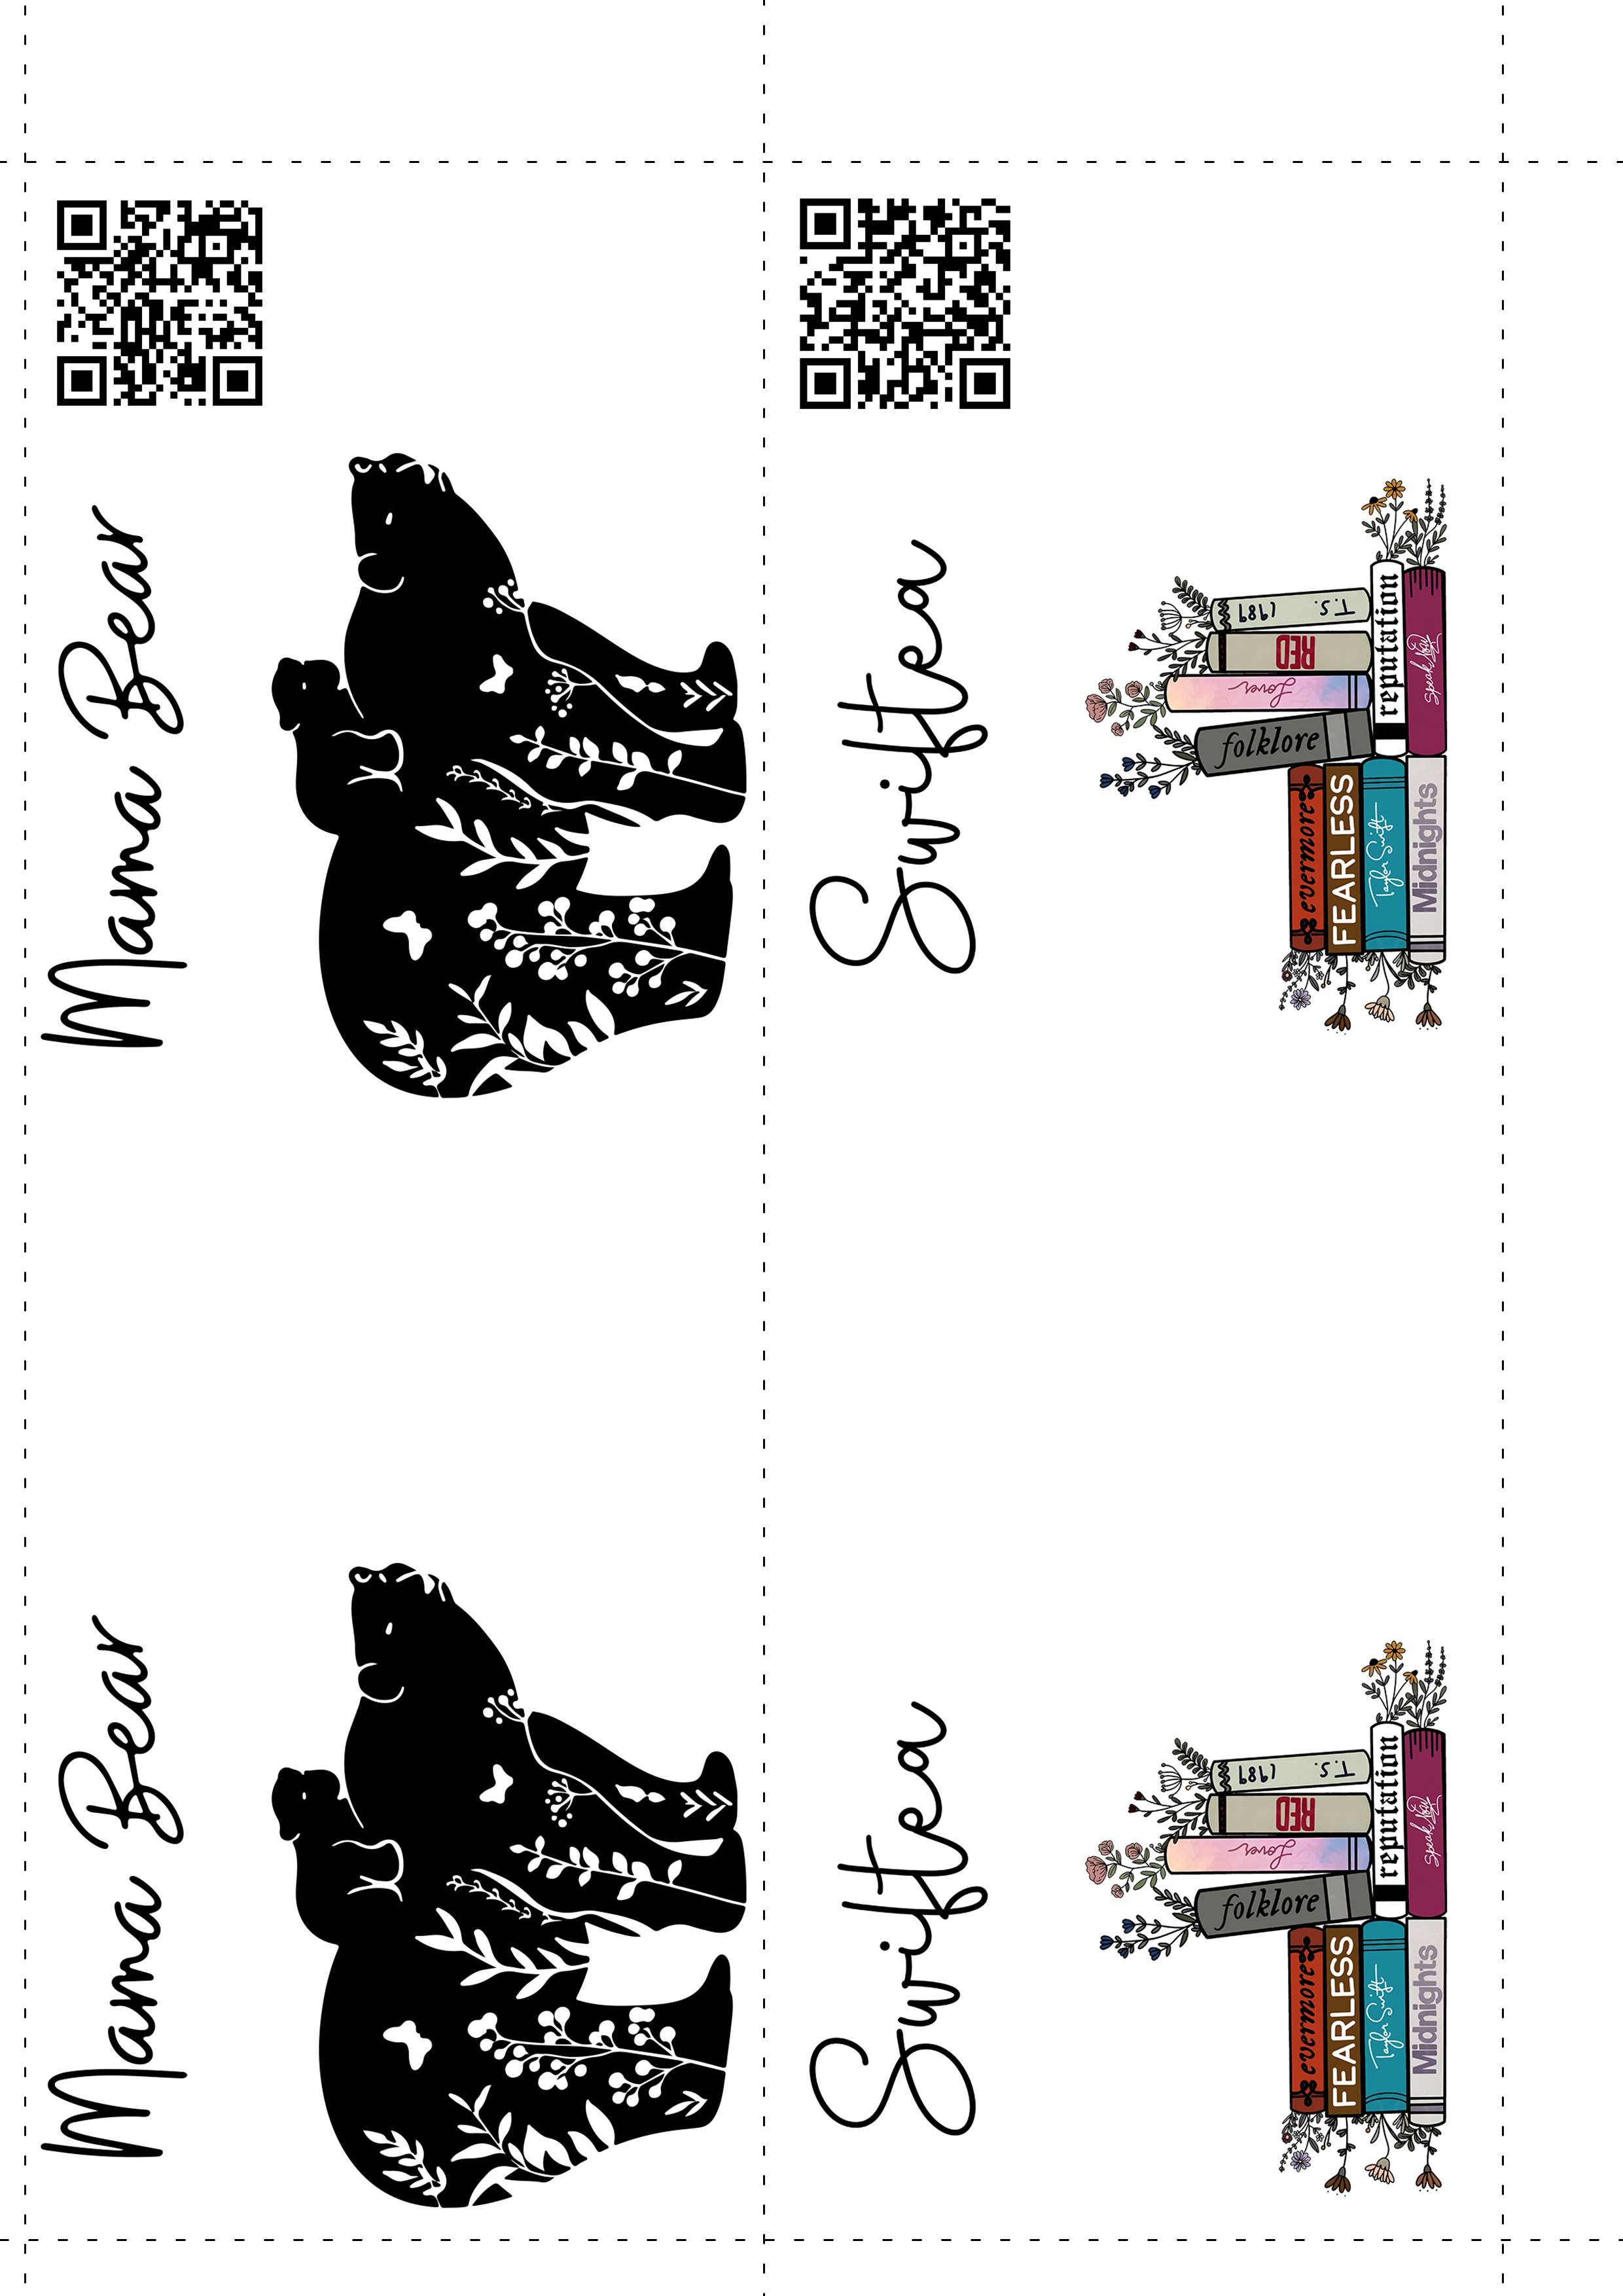 Mama Bear
Swiftea
T.S. 1989
RED
Lover
folklore
reputation
Speak Now
evermore
FEARLESS
Taylor Swift
Midnights
Mama Bear
Swiftea
T.S. 1989
RED
Lover
folklore
reputation
Speak Now
evermore
FEARLESS
Taylor Swift
Midnights